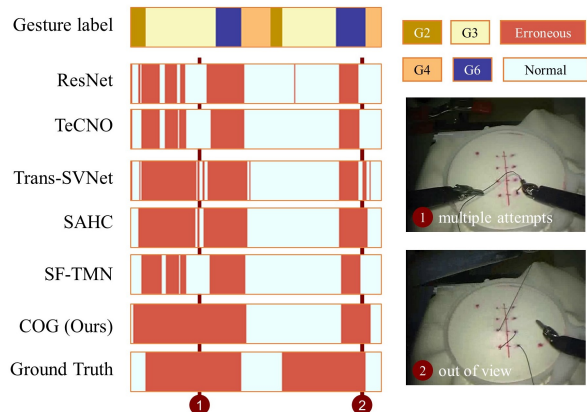 Gesture label
G2 G3 Erroneous
ResNet
G4 G6 Normal
TeCNO
Trans-SVNet
SAHC
1 multiple attempts
SF-TMN
COG (Ours)
Ground Truth
2 out of view
1 2